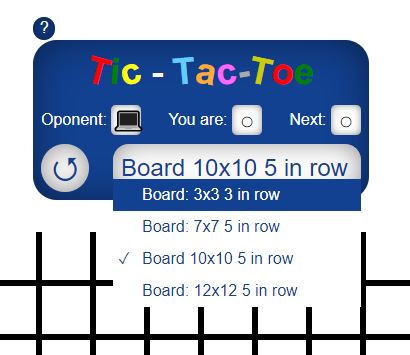 ?
Tic - Tac-Toe
Oponent: You are: ○ Next: ○
↺ Board 10x10 5 in row
Board: 3x3 3 in row
Board: 7x7 5 in row
✓ Board 10x10 5 in row
Board: 12x12 5 in row